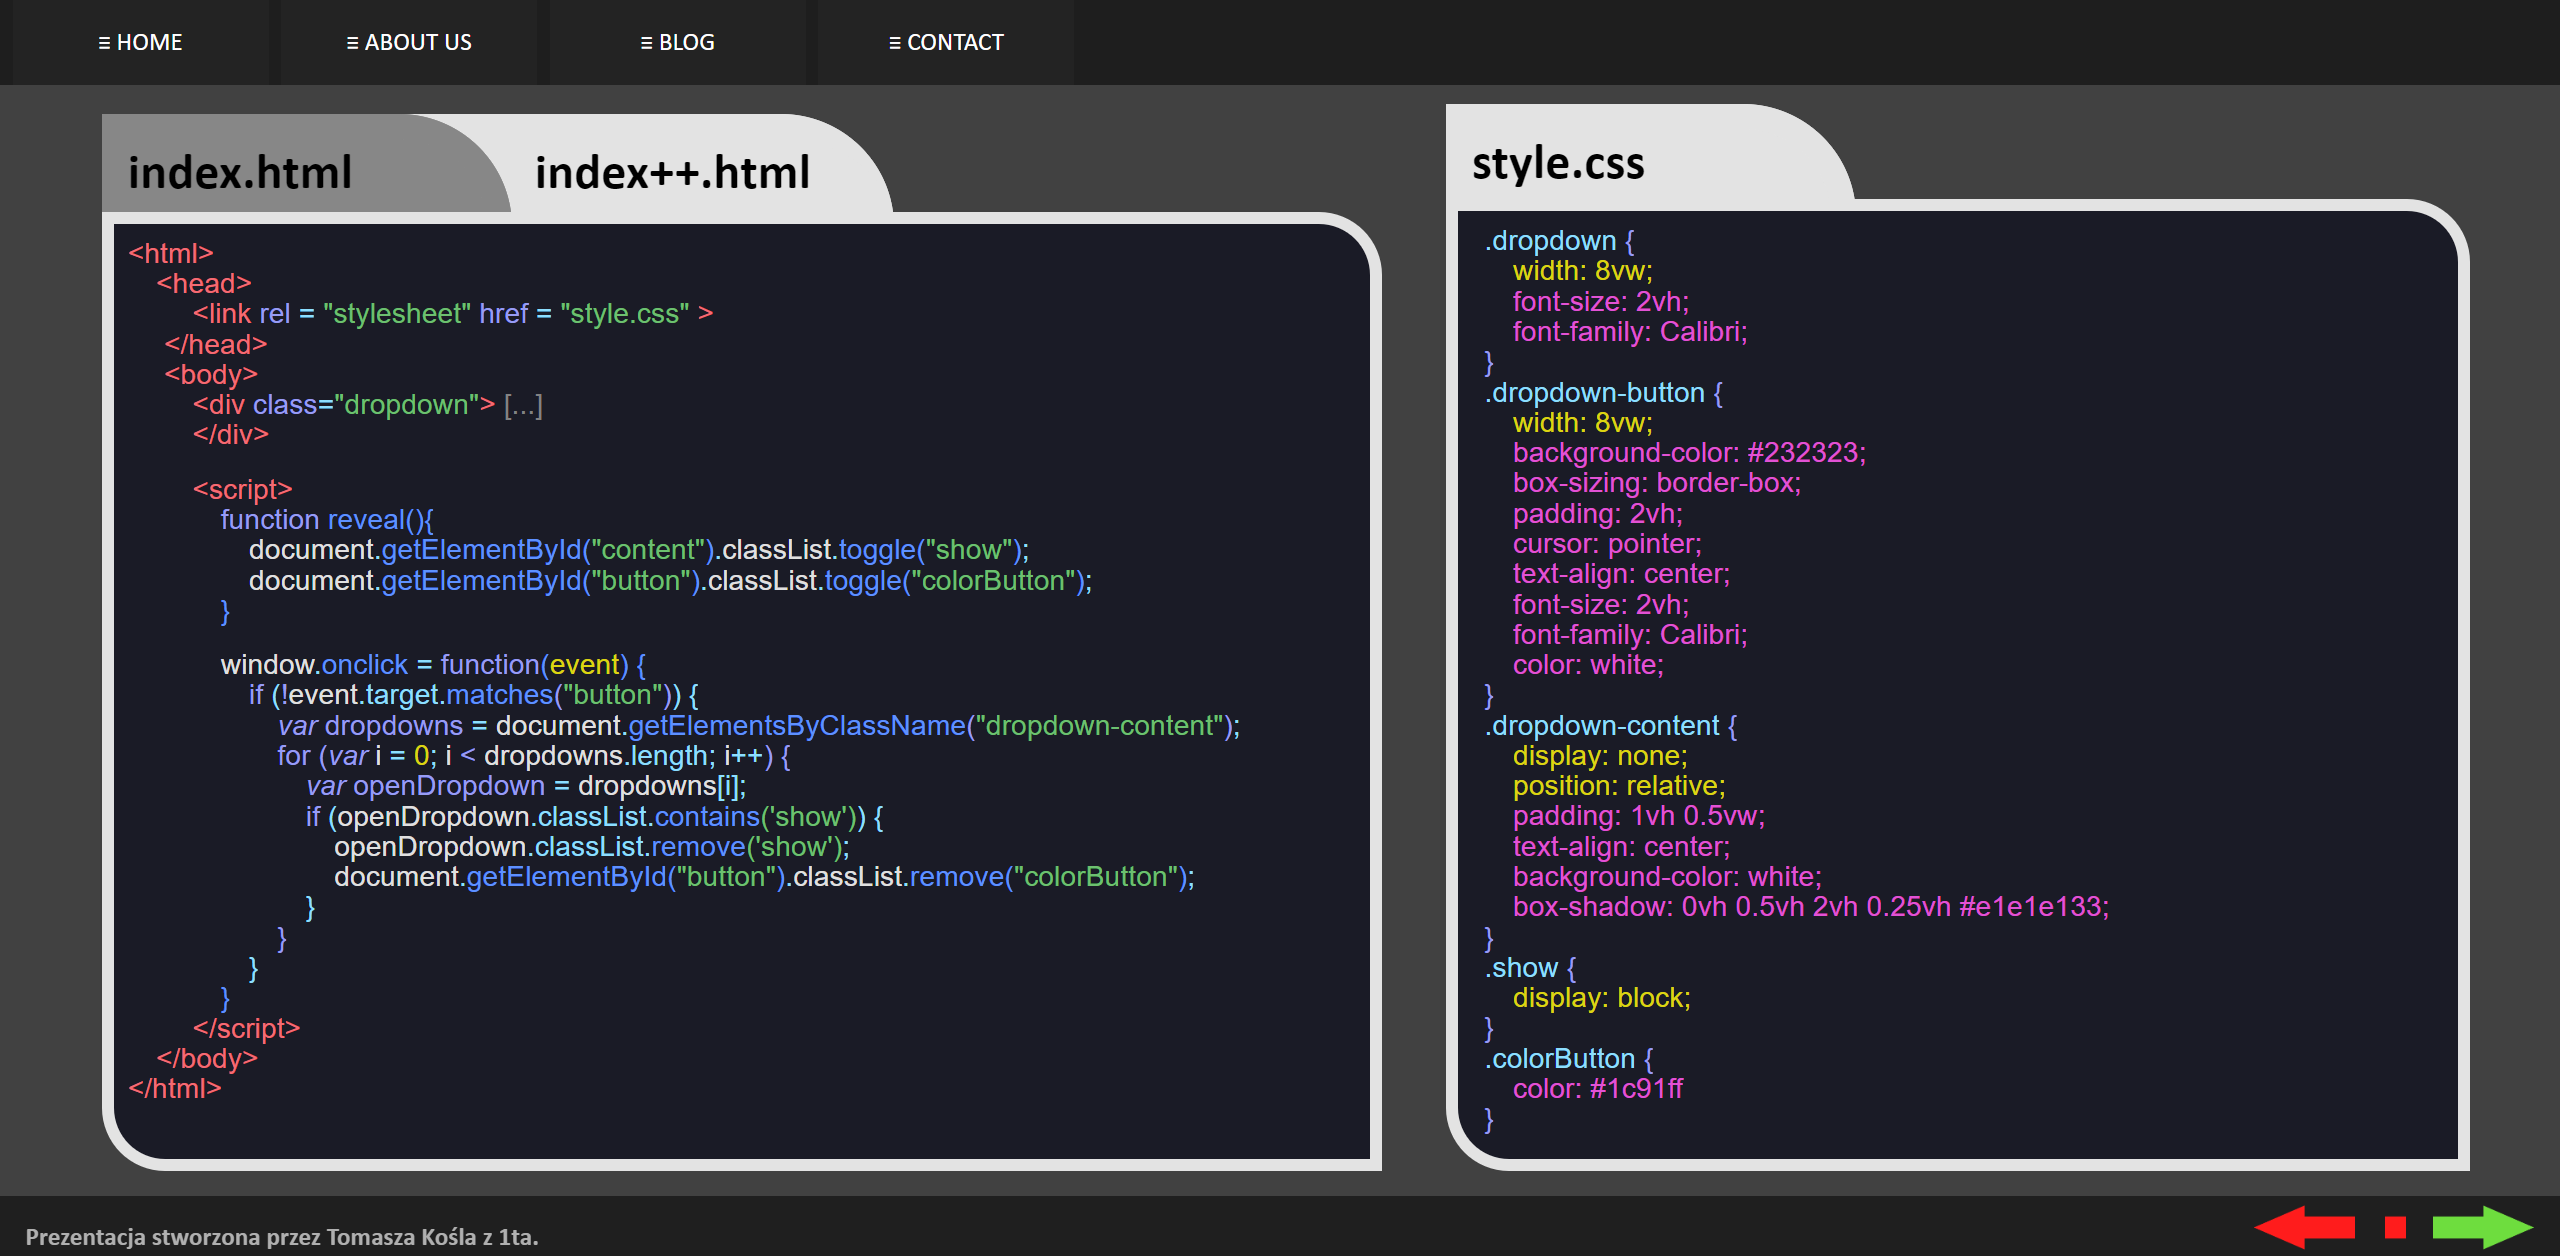 ≡ HOME
≡ ABOUT US
≡ BLOG
≡ CONTACT
index.html
index++.html
<html>
<head>
<link rel = "stylesheet" href = "style.css" >
</head>
<body>
<div class="dropdown"> [...]
</div>
<script>
function reveal(){
document.getElementById("content").classList.toggle("show");
document.getElementById("button").classList.toggle("colorButton");
}
window.onclick = function(event) {
if (!event.target.matches("button")) {
var dropdowns = document.getElementsByClassName("dropdown-content");
for (var i = 0; i < dropdowns.length; i++) {
var openDropdown = dropdowns[i];
if (openDropdown.classList.contains('show')) {
openDropdown.classList.remove('show');
document.getElementById("button").classList.remove("colorButton");
}
}
}
}
</script>
</body>
</html>
style.css
.dropdown {
width: 8vw;
font-size: 2vh;
font-family: Calibri;
}
.dropdown-button {
width: 8vw;
background-color: #232323;
box-sizing: border-box;
padding: 2vh;
cursor: pointer;
text-align: center;
font-size: 2vh;
font-family: Calibri;
color: white;
}
.dropdown-content {
display: none;
position: relative;
padding: 1vh 0.5vw;
text-align: center;
background-color: white;
box-shadow: 0vh 0.5vh 2vh 0.25vh #e1e1e133;
}
.show {
display: block;
}
.colorButton {
color: #1c91ff
}
Prezentacja stworzona przez Tomasza Kośla z 1ta.